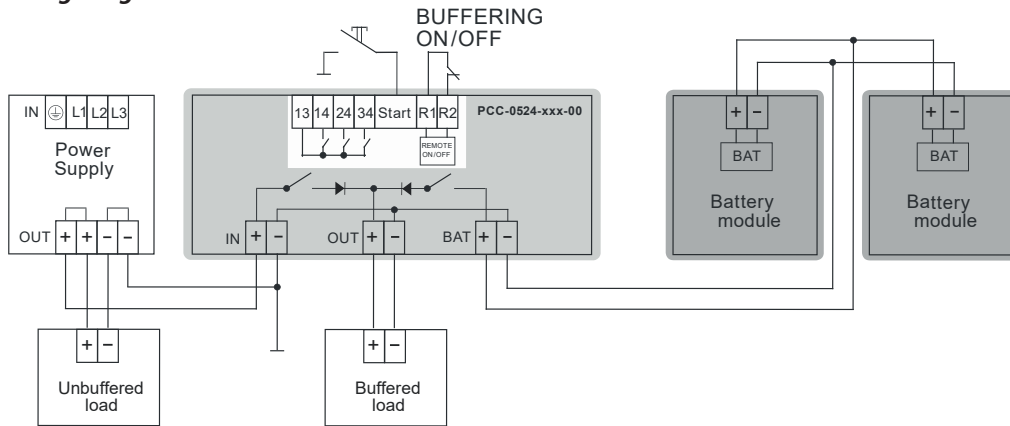 BUFFERING
ON/OFF
IN L1 L2 L3
Power
Supply
OUT + + − −
13 14 24 34 Start R1 R2
PCC-0524-xxx-00
REMOTE
ON/OFF
IN + −
OUT + −
BAT + −
+ −
BAT
Battery
module
+ −
BAT
Battery
module
+ −
Unbuffered
load
+ −
Buffered
load